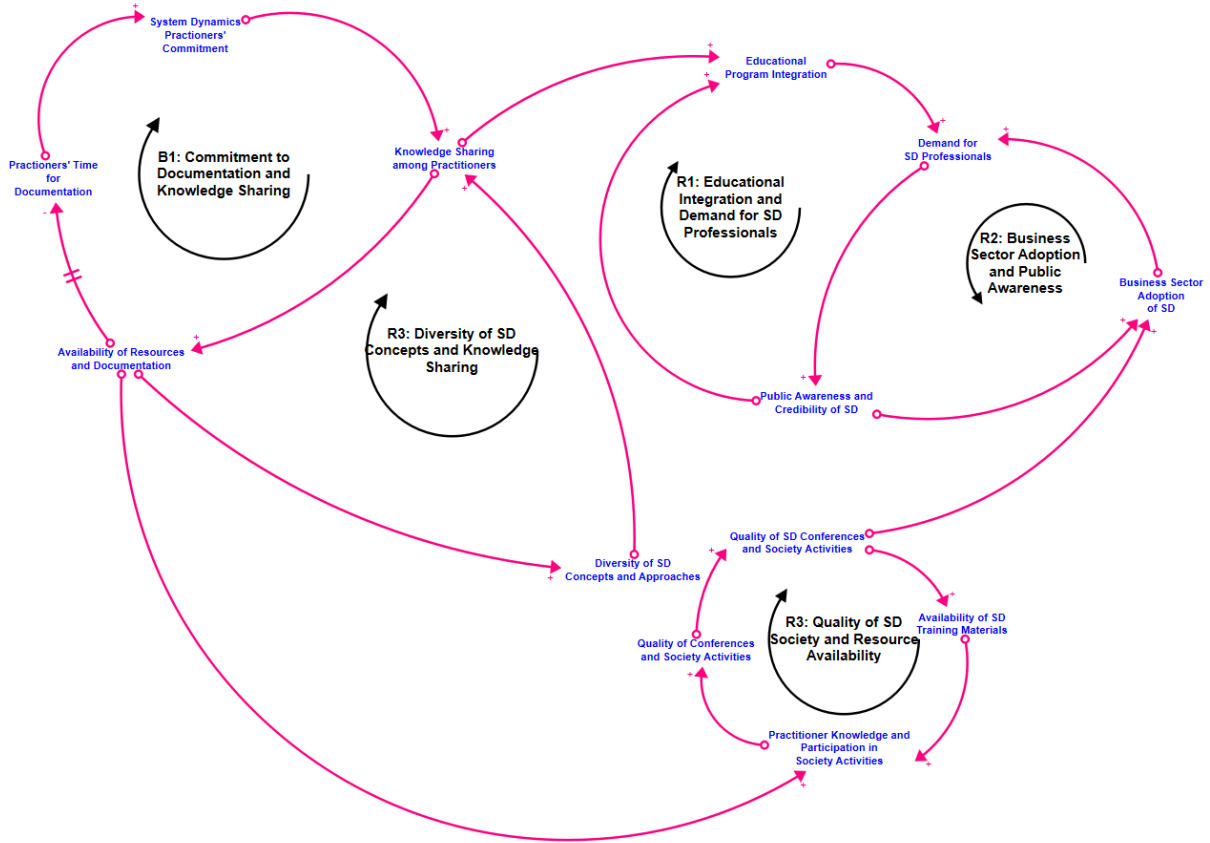 System Dynamics
Practioners'
Commitment
Educational
Program Integration
Practioners' Time
for
Documentation
B1: Commitment to
Documentation and
Knowledge Sharing
Knowledge Sharing
among Practitioners
Demand for
SD Professionals
R1: Educational
Integration and
Demand for SD
Professionals
R2: Business
Sector Adoption
and Public
Awareness
Business Sector
Adoption
of SD
Availability of Resources
and Documentation
R3: Diversity of SD
Concepts and Knowledge
Sharing
Public Awareness and
Credibility of SD
Diversity of SD
Concepts and Approaches
Quality of SD Conferences
and Society Activities
Quality of Conferences
and Society Activities
R3: Quality of SD
Society and Resource
Availability
Availability of SD
Training Materials
Practitioner Knowledge and
Participation in
Society Activities